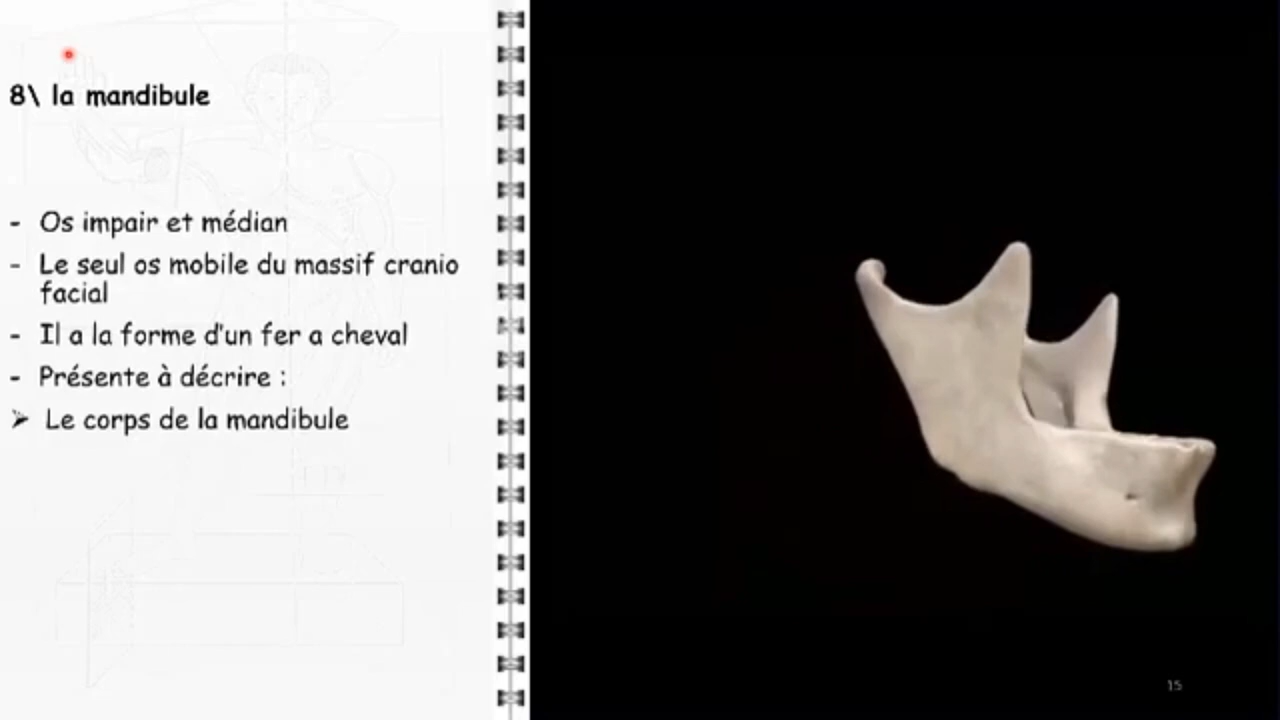 8\ la mandibule
- Os impair et médian
- Le seul os mobile du massif cranio
facial
- Il a la forme d'un fer a cheval
- Présente à décrire :
➢ Le corps de la mandibule
15